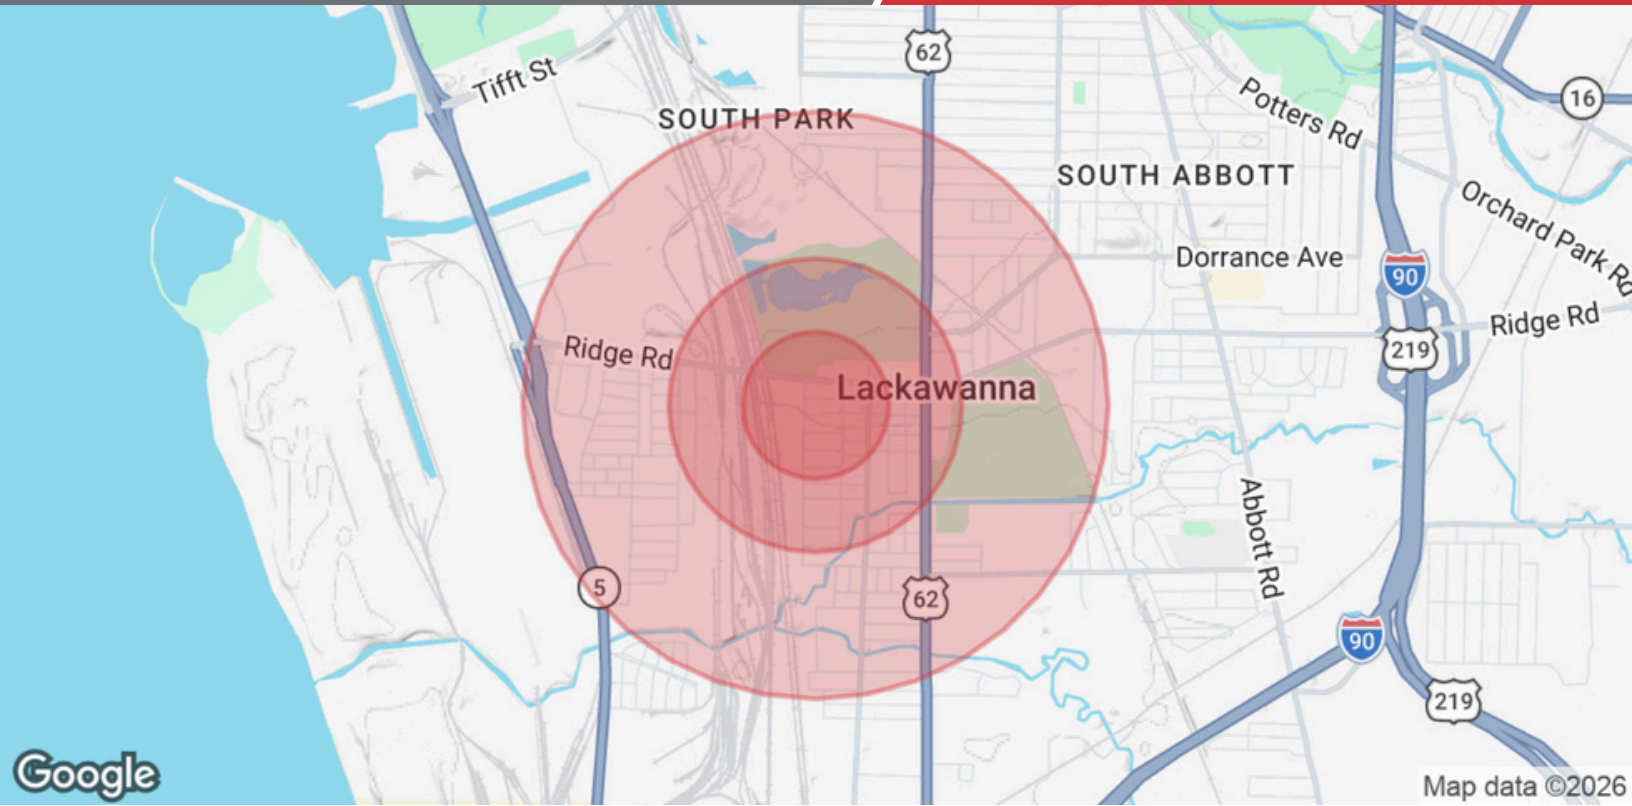 62
Tifft St
16
Potters Rd
SOUTH PARK
SOUTH ABBOTT
Orchard Park Rd
Dorrance Ave
90
Ridge Rd
Ridge Rd
219
Lackawanna
Abbott Rd
5
62
90
219
Google
Map data ©2026